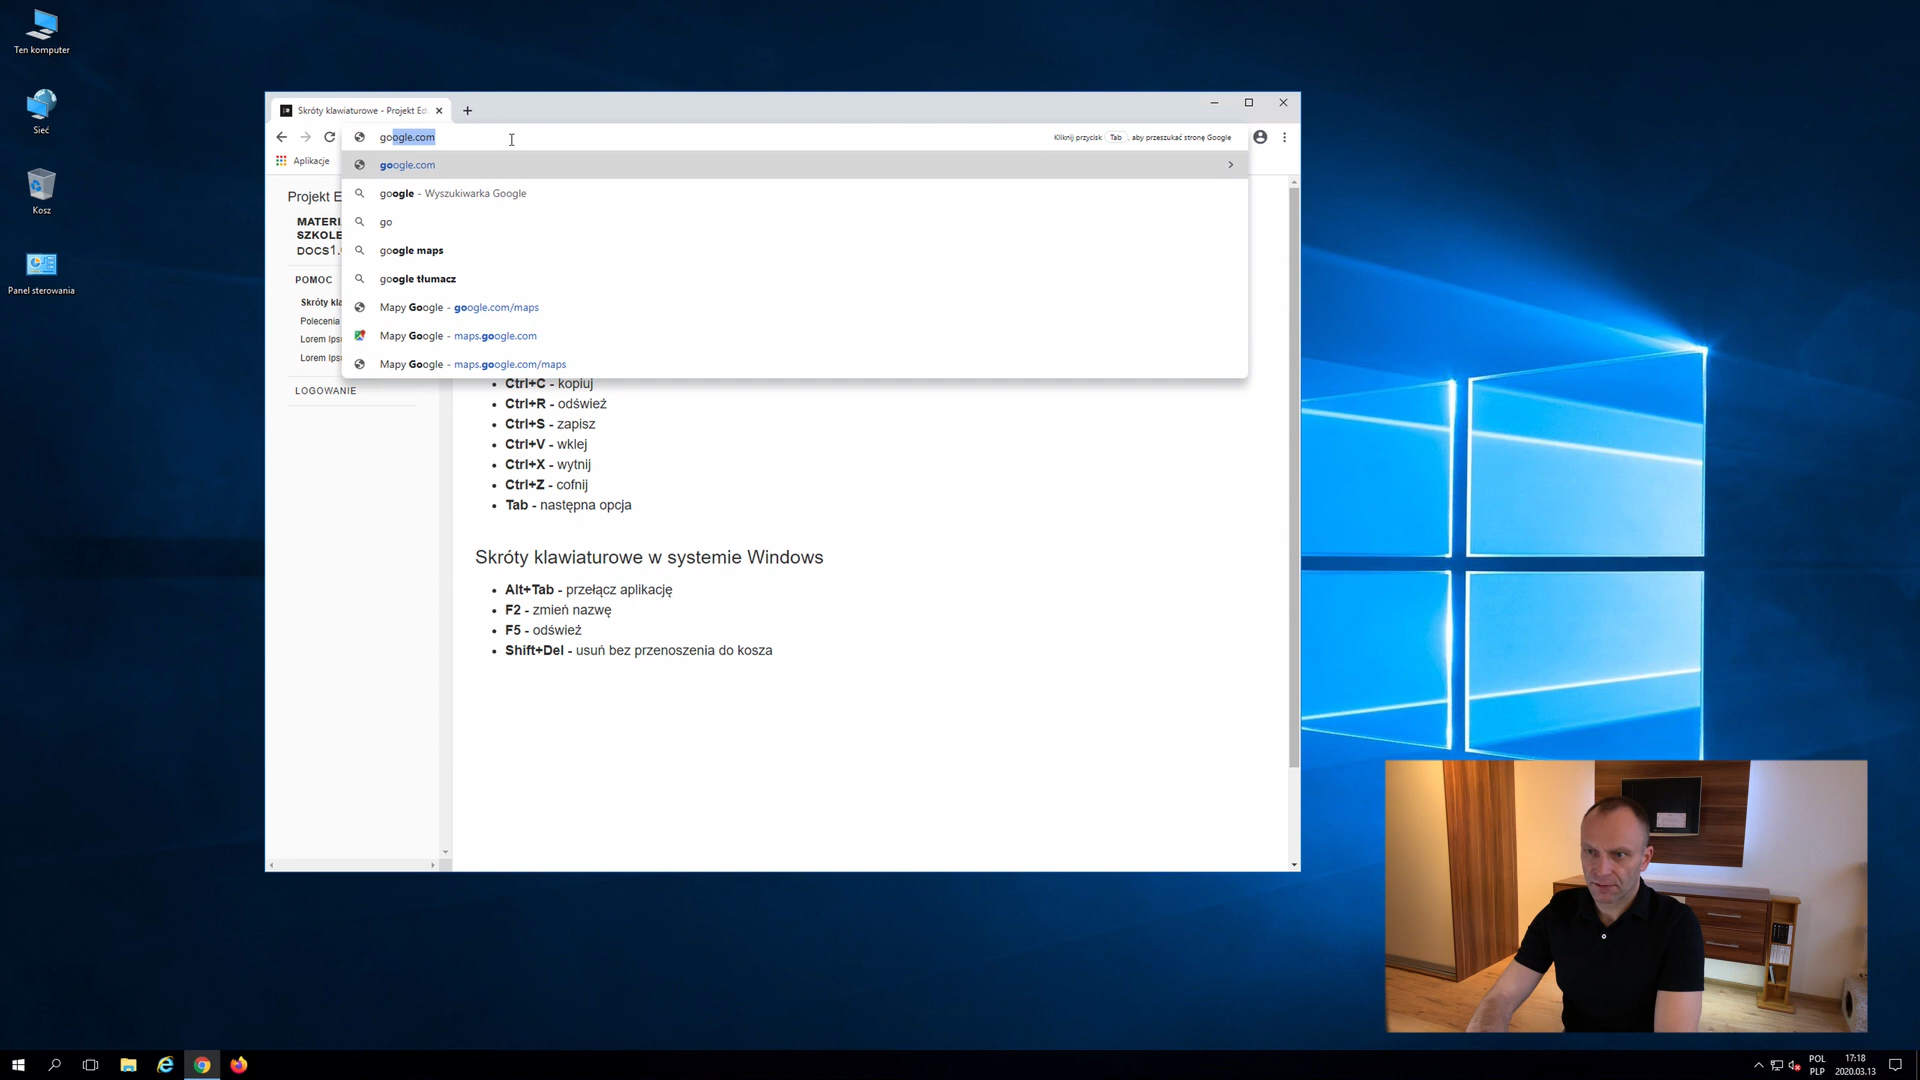 Ten komputer
Sieć
Kosz
Panel sterowania
Skróty klawiaturowe - Projekt Ed
google.com
Kliknij przycisk Tab , aby przeszukać stronę Google
Aplikacje
google.com
google - Wyszukiwarka Google
go
google maps
google tłumacz
Mapy Google - google.com/maps
Mapy Google - maps.google.com
Mapy Google - maps.google.com/maps
Projekt E
MATERI
SZKOLE
DOCS1.
POMOC
Skróty kla
Polecenia
Lorem Ips
Lorem Ips
LOGOWANIE
Ctrl+C - kopiuj
Ctrl+R - odśwież
Ctrl+S - zapisz
Ctrl+V - wklej
Ctrl+X - wytnij
Ctrl+Z - cofnij
Tab - następna opcja
Skróty klawiaturowe w systemie Windows
Alt+Tab - przełącz aplikację
F2 - zmień nazwę
F5 - odśwież
Shift+Del - usuń bez przenoszenia do kosza
POL
PLP
17:18
2020.03.13